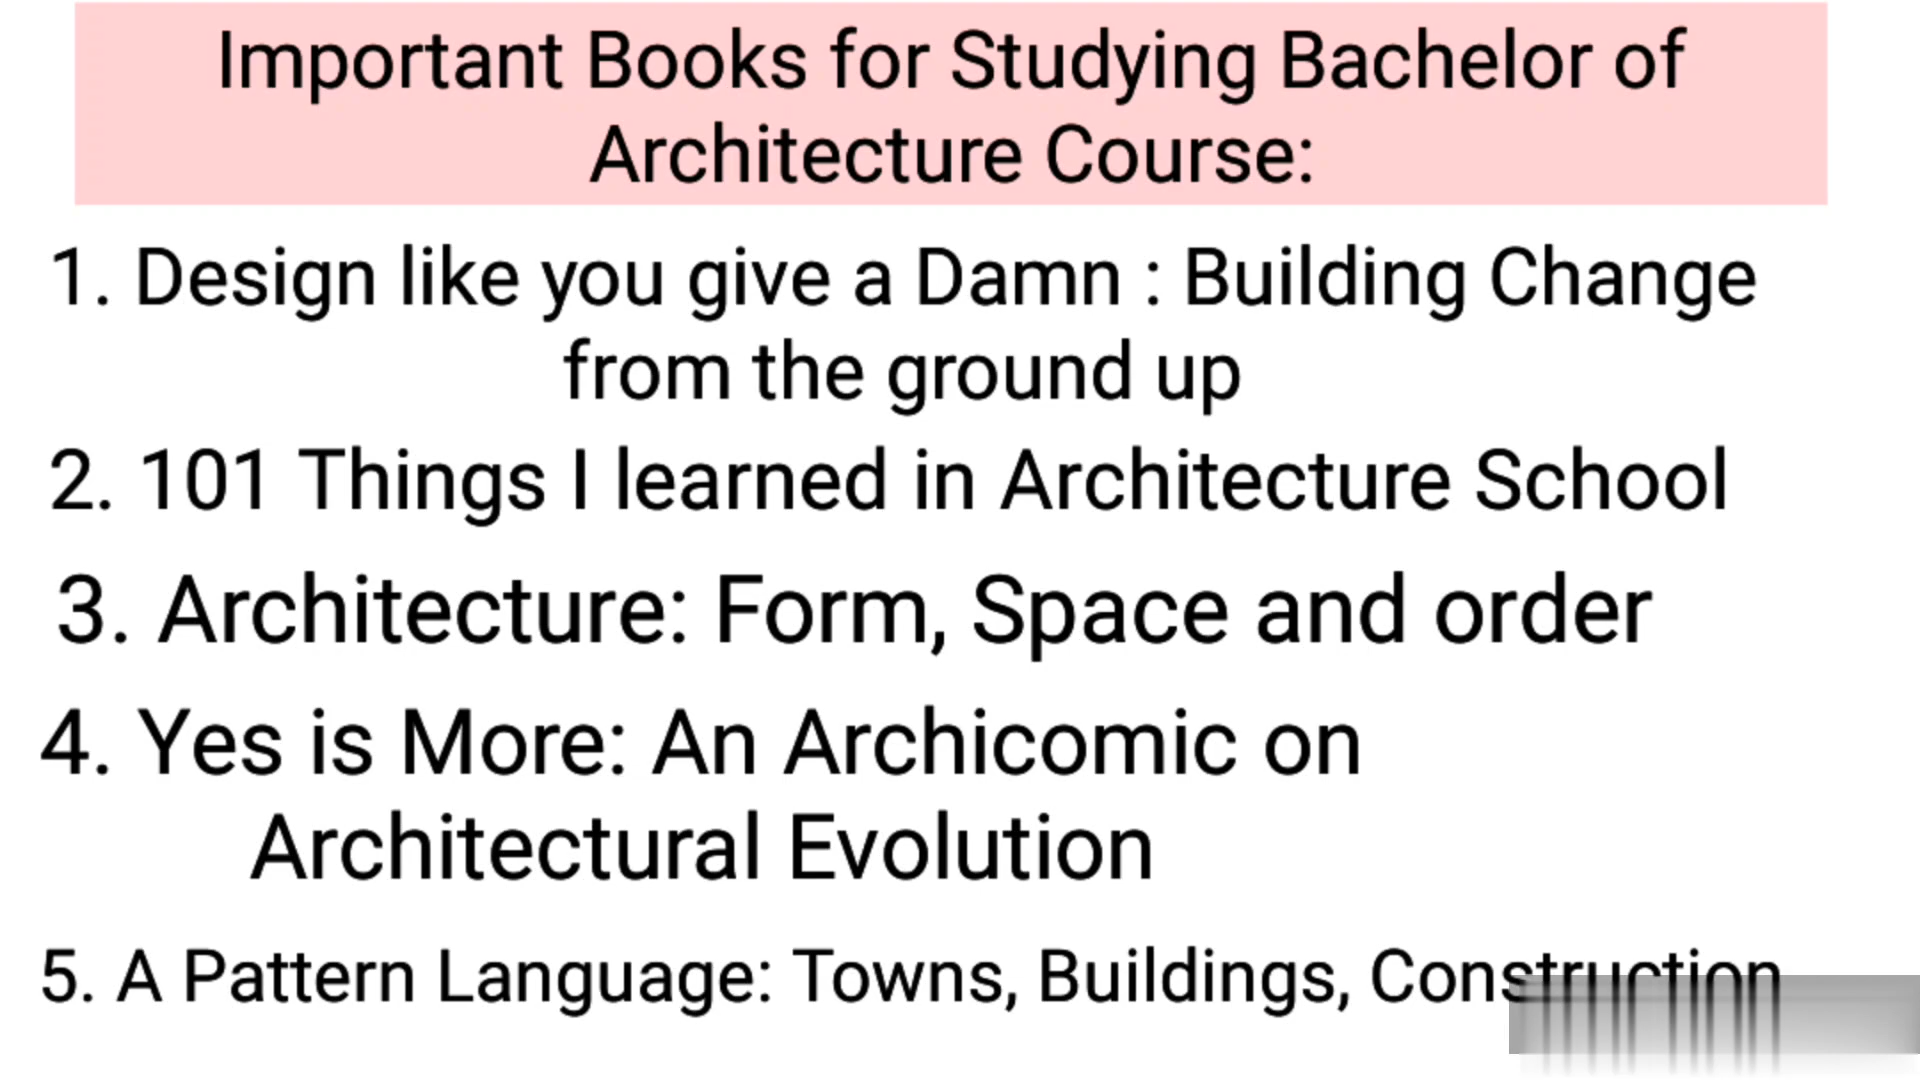 Important Books for Studying Bachelor of
Architecture Course:
1. Design like you give a Damn : Building Change
from the ground up
2. 101 Things I learned in Architecture School
3. Architecture: Form, Space and order
4. Yes is More: An Archicomic on
Architectural Evolution
5. A Pattern Language: Towns, Buildings, Construction